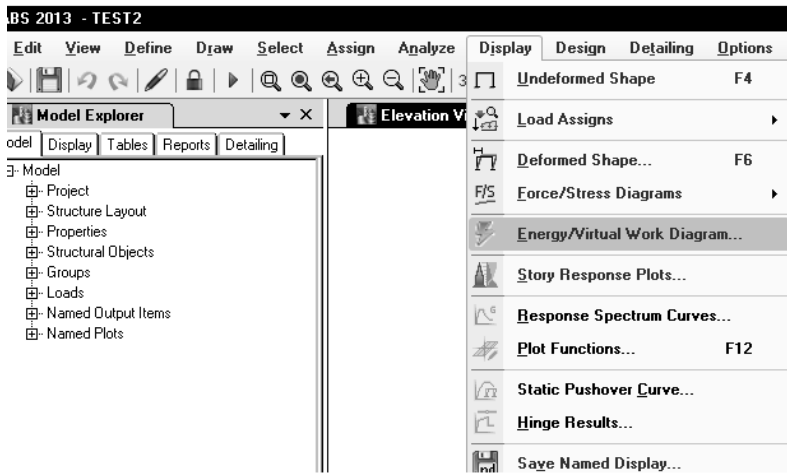 ABS 2013 - TEST2
Edit View Define Draw Select Assign Analyze Display Design Detailing Options
3
Model Explorer
Elevation Vi
odel Display Tables Reports Detailing
Model
Project
Structure Layout
Properties
Structural Objects
Groups
Loads
Named Output Items
Named Plots
Undeformed Shape F4
Load Assigns
Deformed Shape... F6
F/S Force/Stress Diagrams
Energy/Virtual Work Diagram...
Story Response Plots...
Response Spectrum Curves...
Plot Functions... F12
Static Pushover Curve...
Hinge Results...
nd Save Named Display...